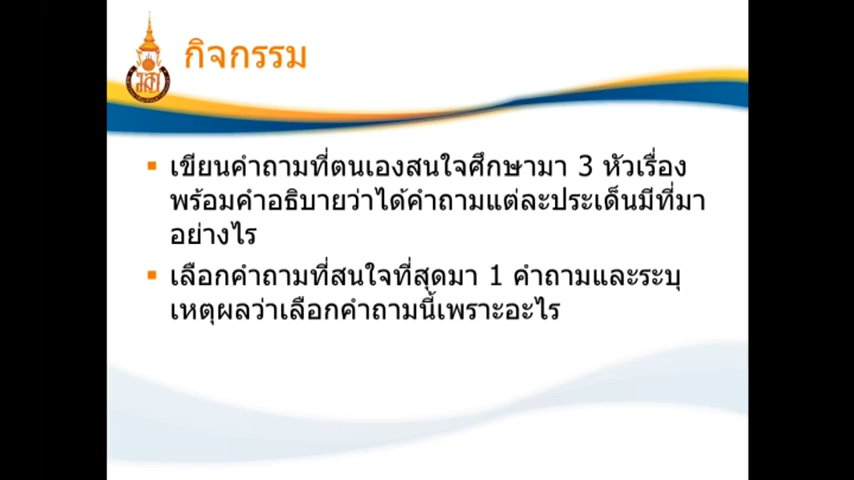 กิจกรรม
เขียนคำถามที่ตนเองสนใจศึกษามา 3 หัวเรื่อง
พร้อมคำอธิบายว่าได้คำถามแต่ละประเด็นมีที่มา
อย่างไร
เลือกคำถามที่สนใจที่สุดมา 1 คำถามและระบุ
เหตุผลว่าเลือกคำถามนี้เพราะอะไร